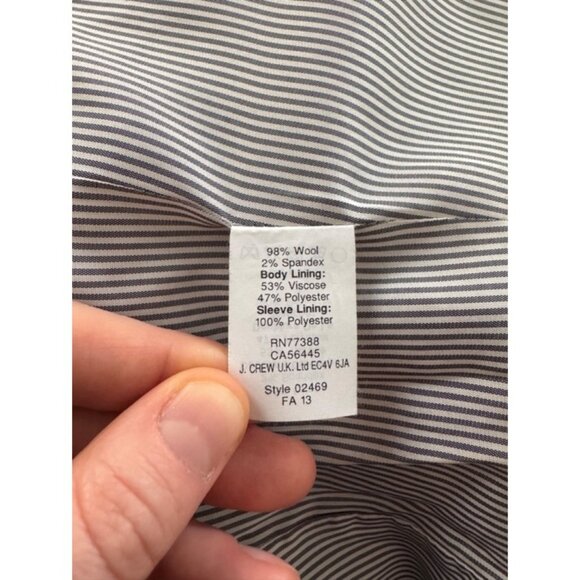 98% Wool
2% Spandex
Body Lining:
53% Viscose
47% Polyester
Sleeve Lining:
100% Polyester
RN77388
CA56445
J. CREW U.K. Ltd EC4V 6JA
Style 02469
FA 13